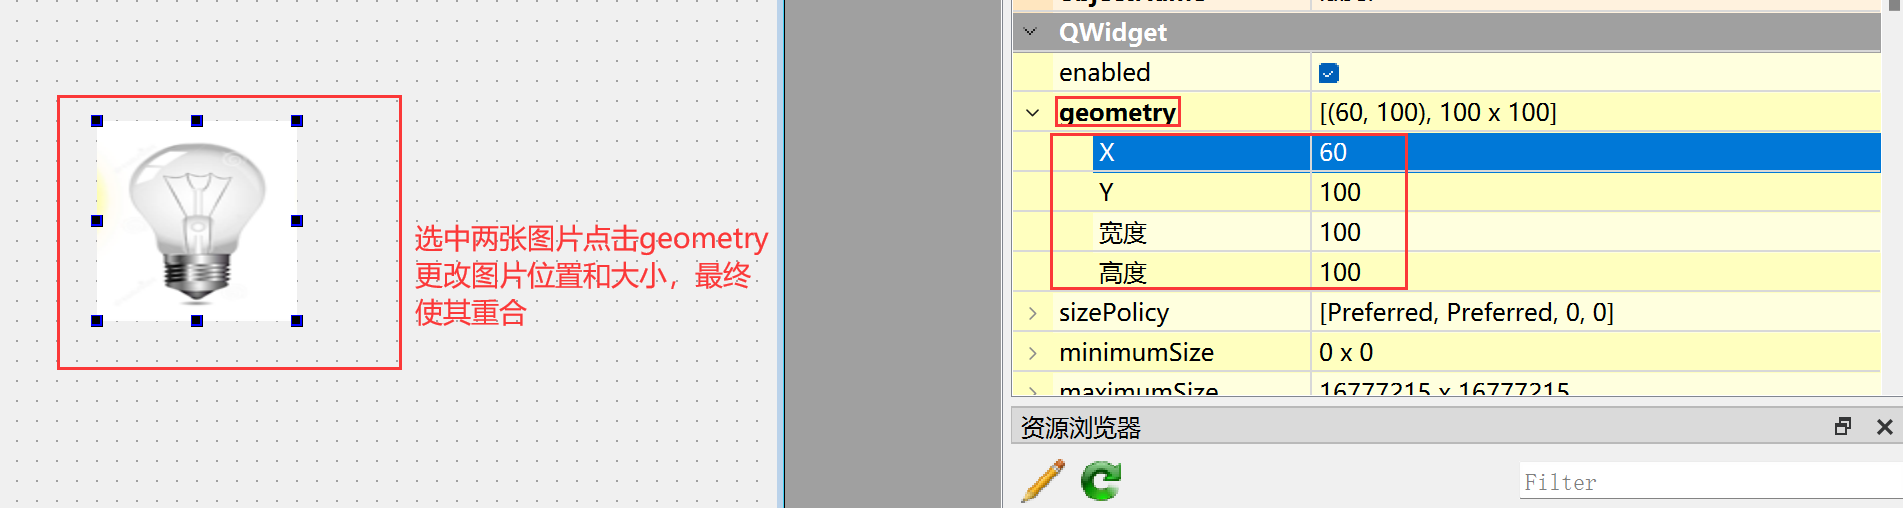 QWidget
enabled
geometry [(60, 100), 100 x 100]
X 60
Y 100
宽度 100
高度 100
sizePolicy [Preferred, Preferred, 0, 0]
minimumSize 0 x 0
maximumSize 16777215 x 16777215
选中两张图片点击geometry
更改图片位置和大小，最终
使其重合
资源浏览器
Filter